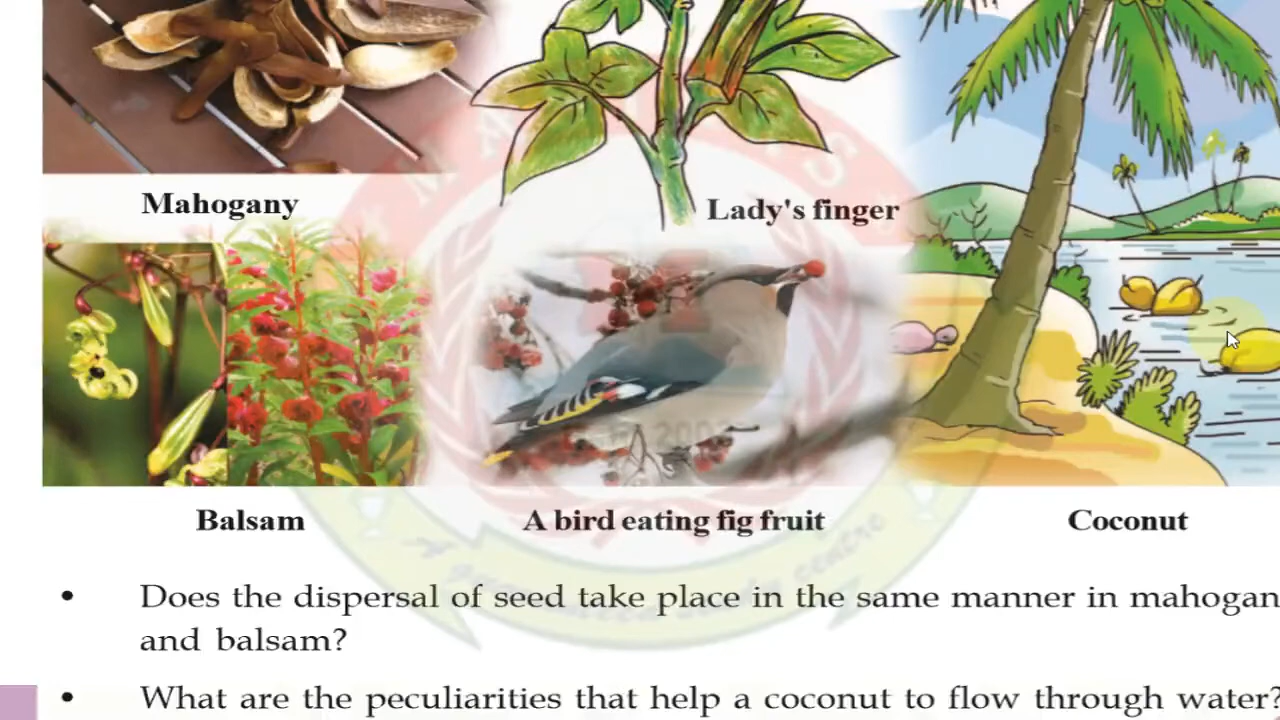 Mahogany
Lady's finger
Balsam
A bird eating fig fruit
Coconut
• Does the dispersal of seed take place in the same manner in mahogan
and balsam?
• What are the peculiarities that help a coconut to flow through water?